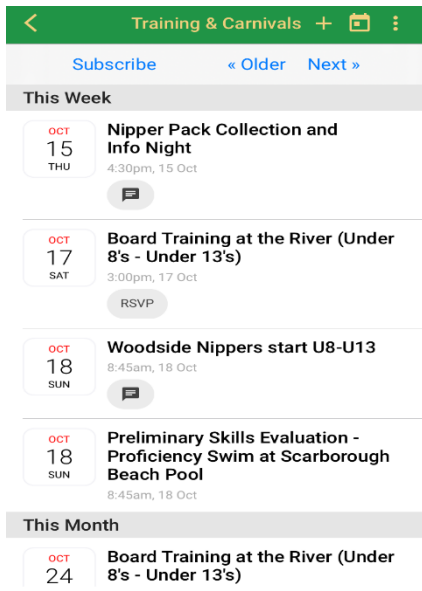 Training & Carnivals
Subscribe « Older Next »
This Week
OCT
15
THU
Nipper Pack Collection and
Info Night
4:30pm, 15 Oct
OCT
17
SAT
Board Training at the River (Under
8's - Under 13's)
3:00pm, 17 Oct
RSVP
OCT
18
SUN
Woodside Nippers start U8-U13
8:45am, 18 Oct
OCT
18
SUN
Preliminary Skills Evaluation -
Proficiency Swim at Scarborough
Beach Pool
8:45am, 18 Oct
This Month
OCT
24
Board Training at the River (Under
8's - Under 13's)